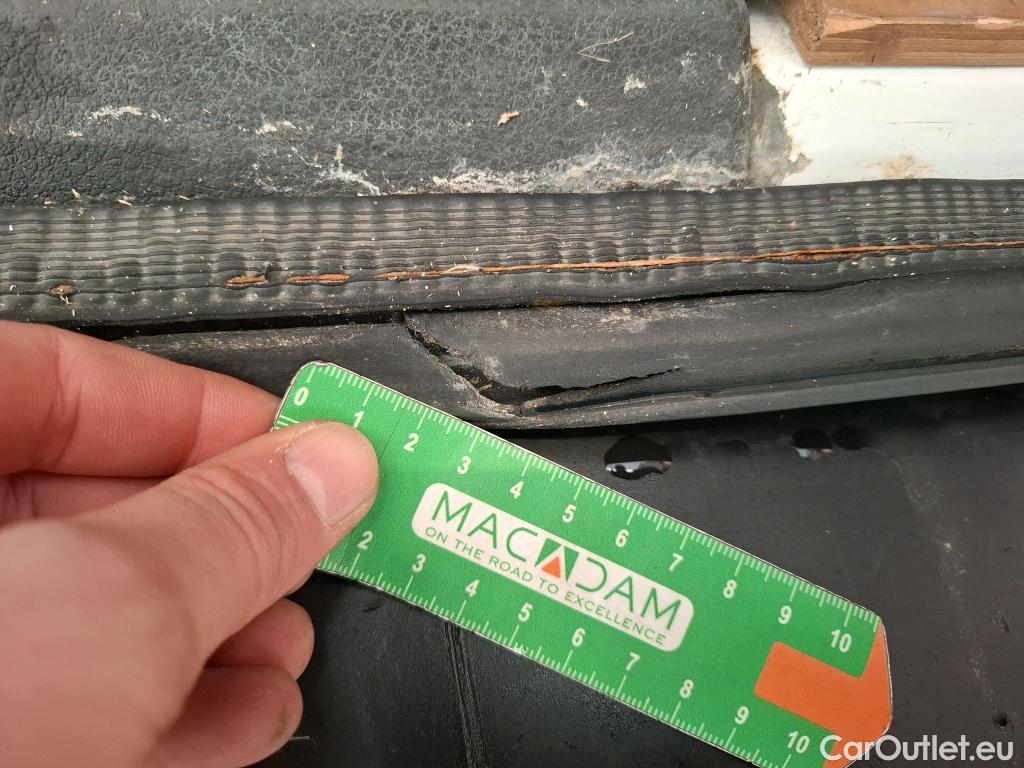 0 1 2 3 4 5 6 7 8 9 10
MACADAM
ON THE ROAD TO EXCELLENCE
2 3 4 5 6 7 8 9 10
CarOutlet.eu